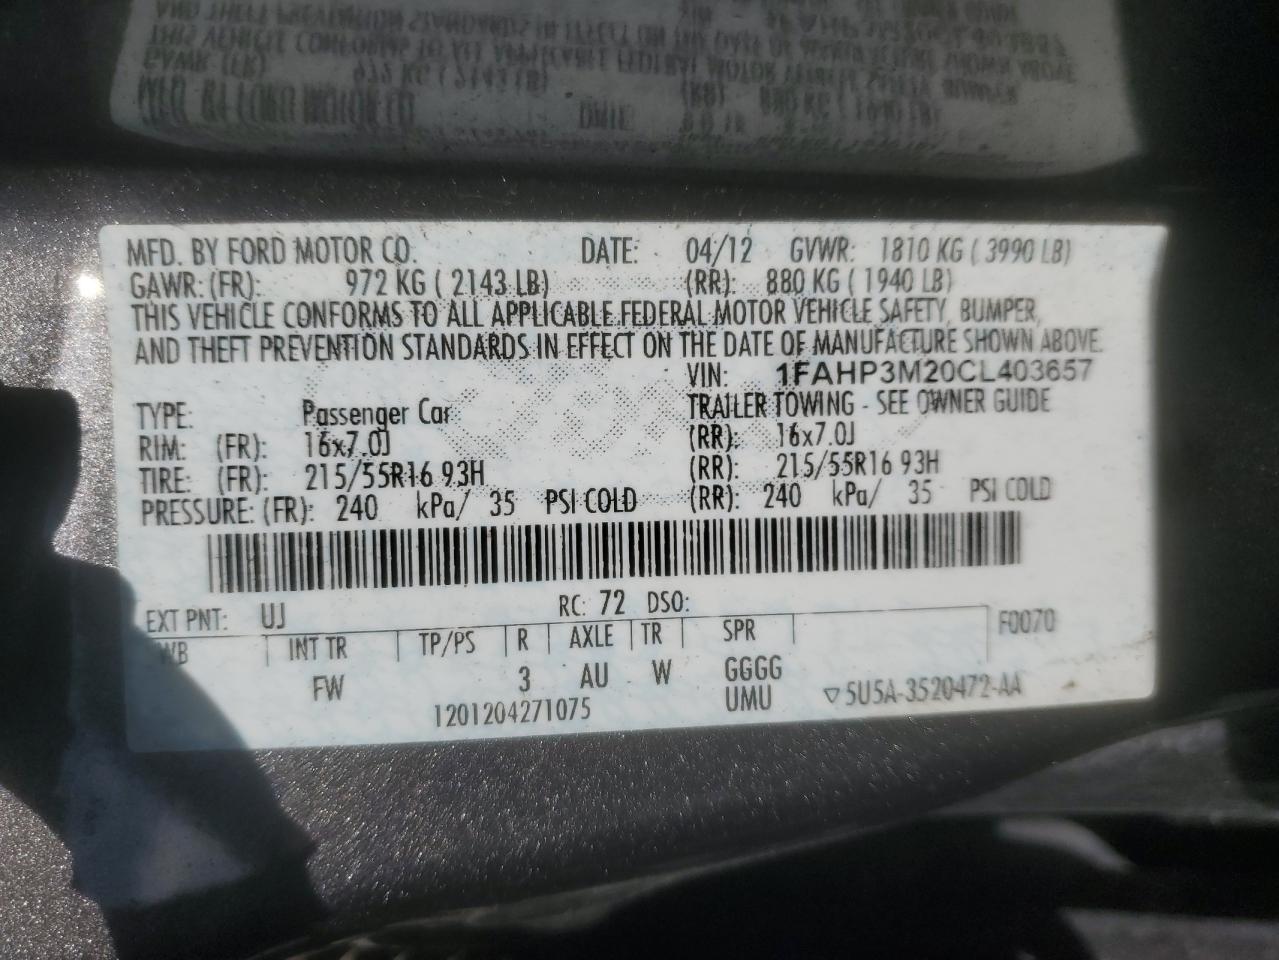 MFD. BY FORD MOTOR CO. DATE: 04/12 GVWR: 1810 KG ( 3990 LB)
GAWR: (FR): 972 KG ( 2143 LB) (RR): 880 KG ( 1940 LB)
THIS VEHICLE CONFORMS TO ALL APPLICABLE FEDERAL MOTOR VEHICLE SAFETY, BUMPER,
AND THEFT PREVENTION STANDARDS IN EFFECT ON THE DATE OF MANUFACTURE SHOWN ABOVE.
VIN: 1FAHP3M20CL403657
TYPE: Passenger Car TRAILER TOWING - SEE OWNER GUIDE
RIM: (FR): 16x7.0J (RR): 16x7.0J
TIRE: (FR): 215/55R16 93H (RR): 215/55R16 93H
PRESSURE: (FR): 240 kPa/ 35 PSI COLD (RR): 240 kPa/ 35 PSI COLD
EXT PNT: UJ RC: 72 DSO: F0070
WB INT TR TP/PS R AXLE TR SPR
FW 3 AU W GGGG
1201204271075 UMU ▽5U5A-3520472-AA